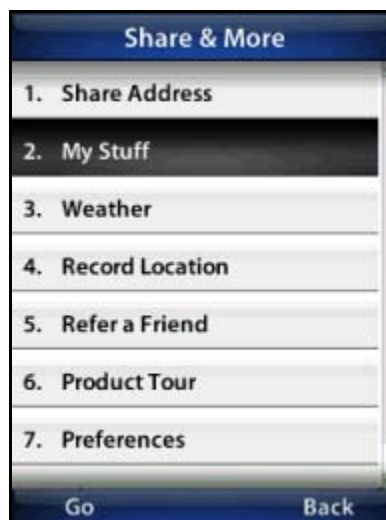 Share & More
1. Share Address
2. My Stuff
3. Weather
4. Record Location
5. Refer a Friend
6. Product Tour
7. Preferences
Go Back